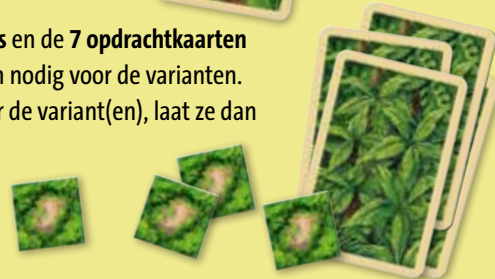 s en de 7 opdrachtkaarten
n nodig voor de varianten.
r de variant(en), laat ze dan